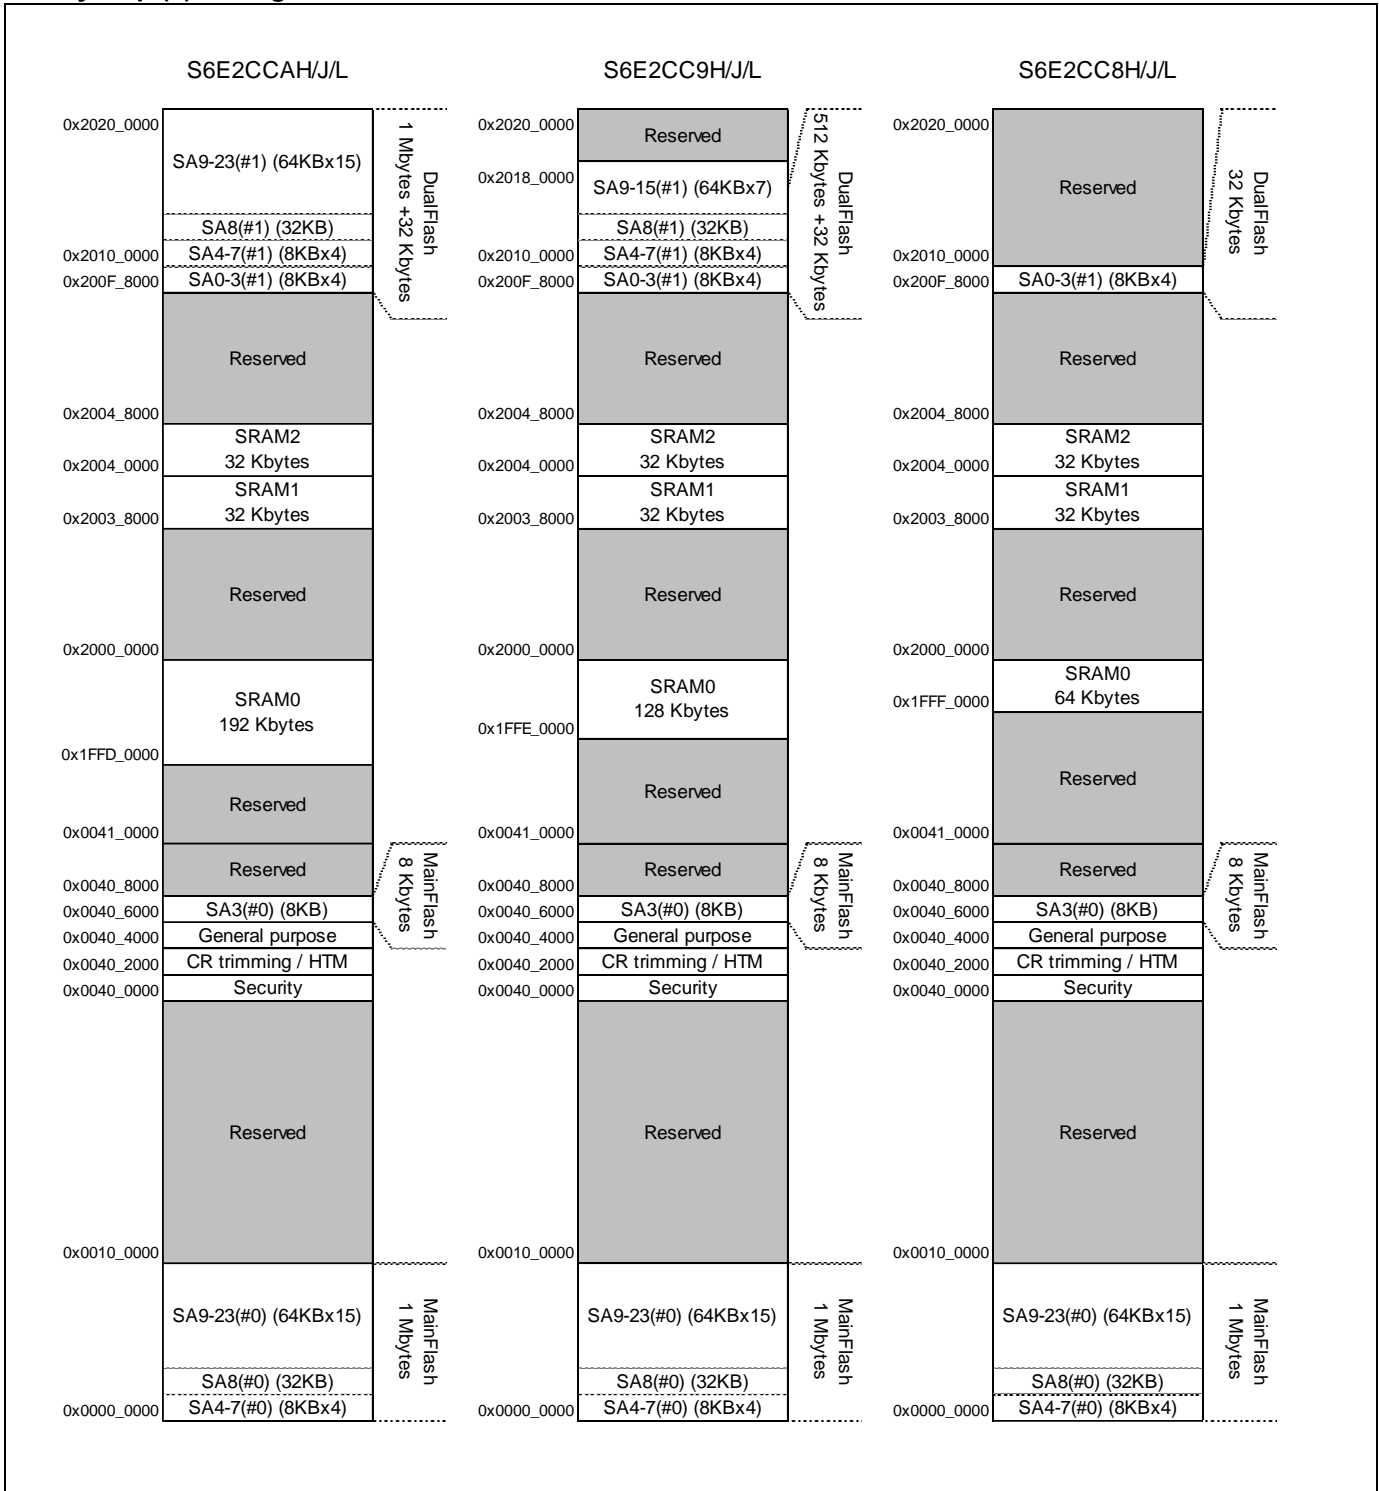 S6E2CCAH/J/L
0x2020_0000
SA9-23(#1) (64KBx15)
SA8(#1) (32KB)
0x2010_0000
SA4-7(#1) (8KBx4)
0x200F_8000
SA0-3(#1) (8KBx4)
DualFlash
1 Mbytes +32 Kbytes
Reserved
0x2004_8000
SRAM2
32 Kbytes
0x2004_0000
SRAM1
32 Kbytes
0x2003_8000
Reserved
0x2000_0000
SRAM0
192 Kbytes
0x1FFD_0000
Reserved
0x0041_0000
Reserved
0x0040_8000
SA3(#0) (8KB)
0x0040_6000
MainFlash
8 Kbytes
General purpose
0x0040_4000
CR trimming / HTM
0x0040_2000
Security
0x0040_0000
Reserved
0x0010_0000
SA9-23(#0) (64KBx15)
SA8(#0) (32KB)
SA4-7(#0) (8KBx4)
0x0000_0000
MainFlash
1 Mbytes
S6E2CC9H/J/L
0x2020_0000
Reserved
0x2018_0000
SA9-15(#1) (64KBx7)
SA8(#1) (32KB)
0x2010_0000
SA4-7(#1) (8KBx4)
0x200F_8000
SA0-3(#1) (8KBx4)
DualFlash
512 Kbytes +32 Kbytes
Reserved
0x2004_8000
SRAM2
32 Kbytes
0x2004_0000
SRAM1
32 Kbytes
0x2003_8000
Reserved
0x2000_0000
SRAM0
128 Kbytes
0x1FFE_0000
Reserved
0x0041_0000
Reserved
0x0040_8000
SA3(#0) (8KB)
0x0040_6000
MainFlash
8 Kbytes
General purpose
0x0040_4000
CR trimming / HTM
0x0040_2000
Security
0x0040_0000
Reserved
0x0010_0000
SA9-23(#0) (64KBx15)
SA8(#0) (32KB)
SA4-7(#0) (8KBx4)
0x0000_0000
MainFlash
1 Mbytes
S6E2CC8H/J/L
0x2020_0000
Reserved
0x2010_0000
0x200F_8000
SA0-3(#1) (8KBx4)
DualFlash
32 Kbytes
Reserved
0x2004_8000
SRAM2
32 Kbytes
0x2004_0000
SRAM1
32 Kbytes
0x2003_8000
Reserved
0x2000_0000
SRAM0
64 Kbytes
0x1FFF_0000
Reserved
0x0041_0000
Reserved
0x0040_8000
SA3(#0) (8KB)
0x0040_6000
MainFlash
8 Kbytes
General purpose
0x0040_4000
CR trimming / HTM
0x0040_2000
Security
0x0040_0000
Reserved
0x0010_0000
SA9-23(#0) (64KBx15)
SA8(#0) (32KB)
SA4-7(#0) (8KBx4)
0x0000_0000
MainFlash
1 Mbytes